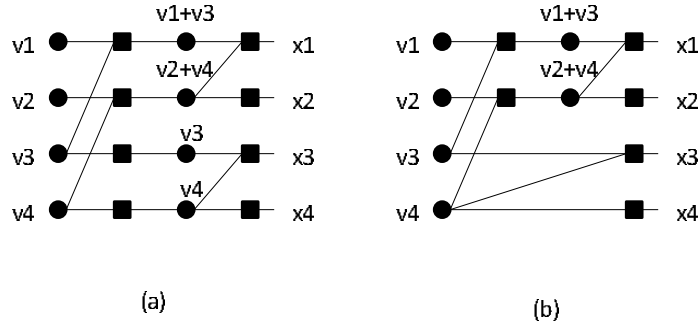 v1+v3 v1+v3
v1 x1 v1 x1
v2+v4 v2+v4
v2 x2 v2 x2
v3
v3 x3 v3 x3
v4
v4 x4 v4 x4
(a) (b)